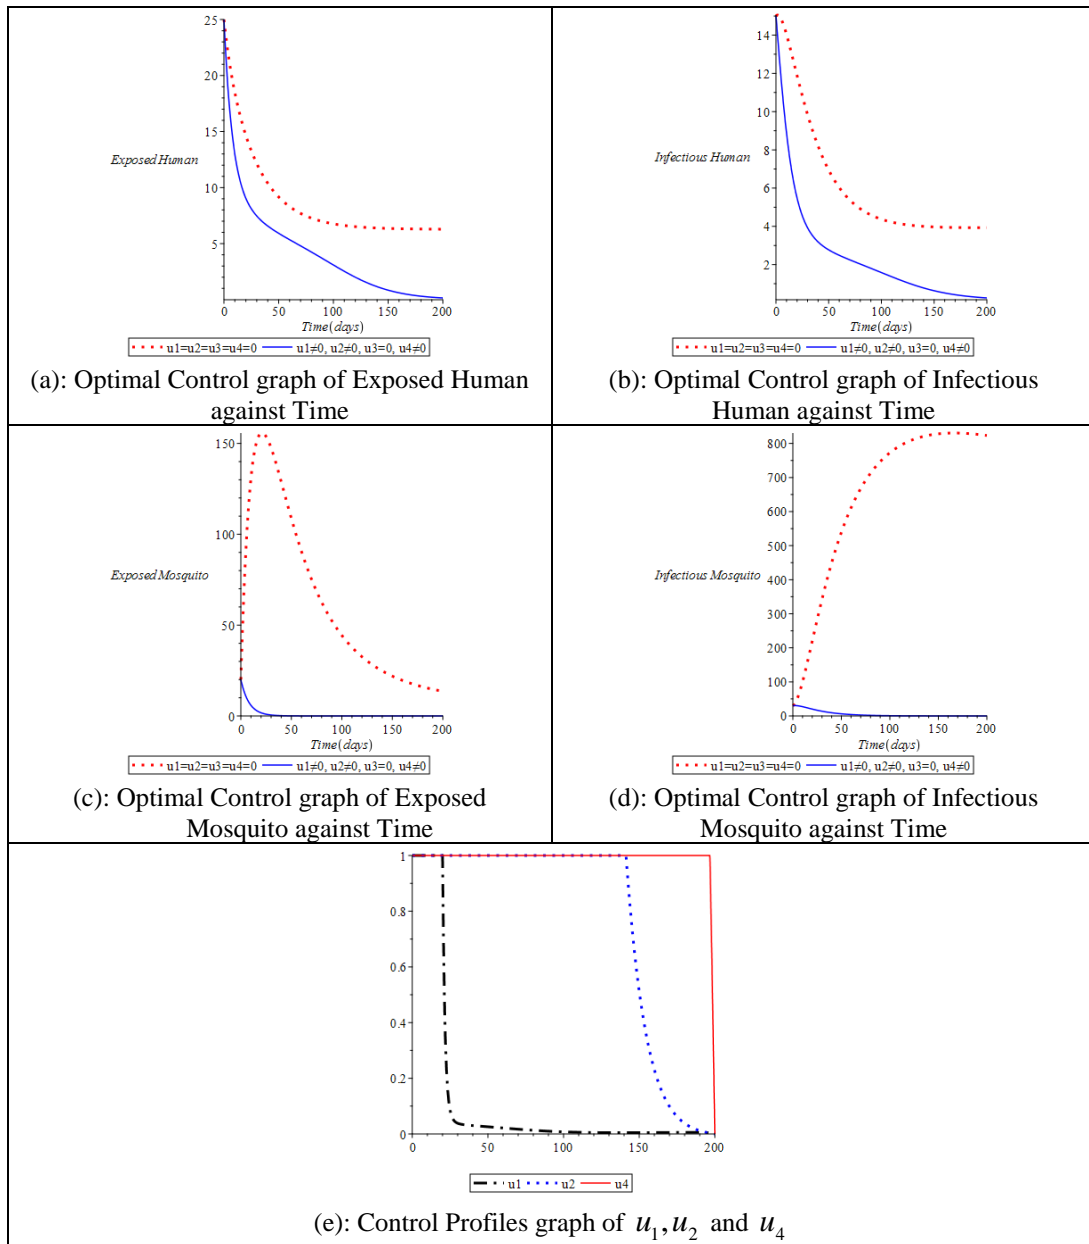 25
20
15
Exposed Human
10
5
0 50 100 150 200
Time(days)
u1=u2=u3=u4=0 u1≠0, u2≠0, u3=0, u4≠0
(a): Optimal Control graph of Exposed Human
against Time
14
12
10
8
Infectious Human
6
4
2
0 50 100 150 200
Time(days)
u1=u2=u3=u4=0 u1≠0, u2≠0, u3=0, u4≠0
(b): Optimal Control graph of Infectious
Human against Time
150
100
Exposed Mosquito
50
0
0 50 100 150 200
Time(days)
u1=u2=u3=u4=0 u1≠0, u2≠0, u3=0, u4≠0
(c): Optimal Control graph of Exposed
Mosquito against Time
800
700
600
500
Infectious Mosquito
400
300
200
100
0
0 50 100 150 200
Time(days)
u1=u2=u3=u4=0 u1≠0, u2≠0, u3=0, u4≠0
(d): Optimal Control graph of Infectious
Mosquito against Time
1
0.8
0.6
0.4
0.2
0
0 50 100 150 200
u1 u2 u4
(e): Control Profiles graph of u₁,u₂ and u₄